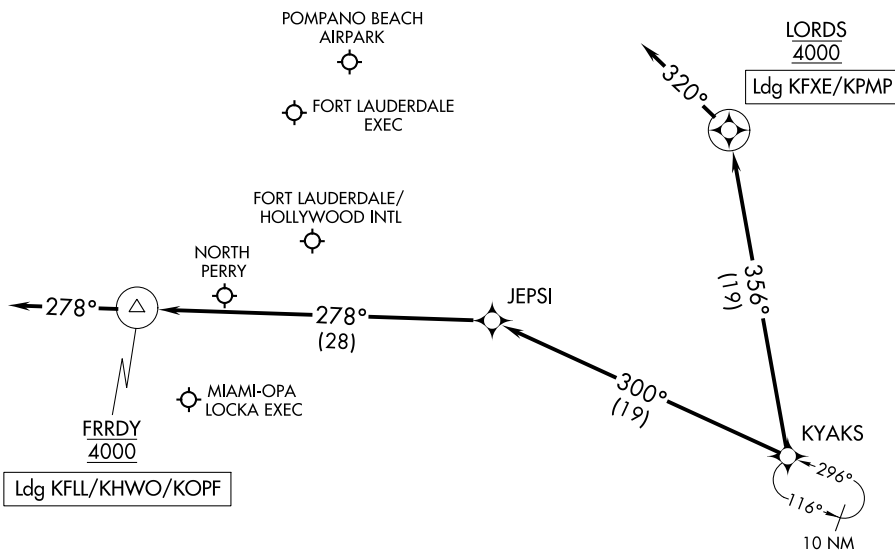 POMPANO BEACH
AIRPARK
LORDS
4000
Ldg KFXE/KPMP
320°
FORT LAUDERDALE
EXEC
FORT LAUDERDALE/
HOLLYWOOD INTL
NORTH
PERRY
356°
(19)
JEPSI
278°
278°
(28)
300°
(19)
MIAMI-OPA
LOCKA EXEC
FRRDY
4000
KYAKS
296°
116°
Ldg KFLL/KHWO/KOPF
10 NM